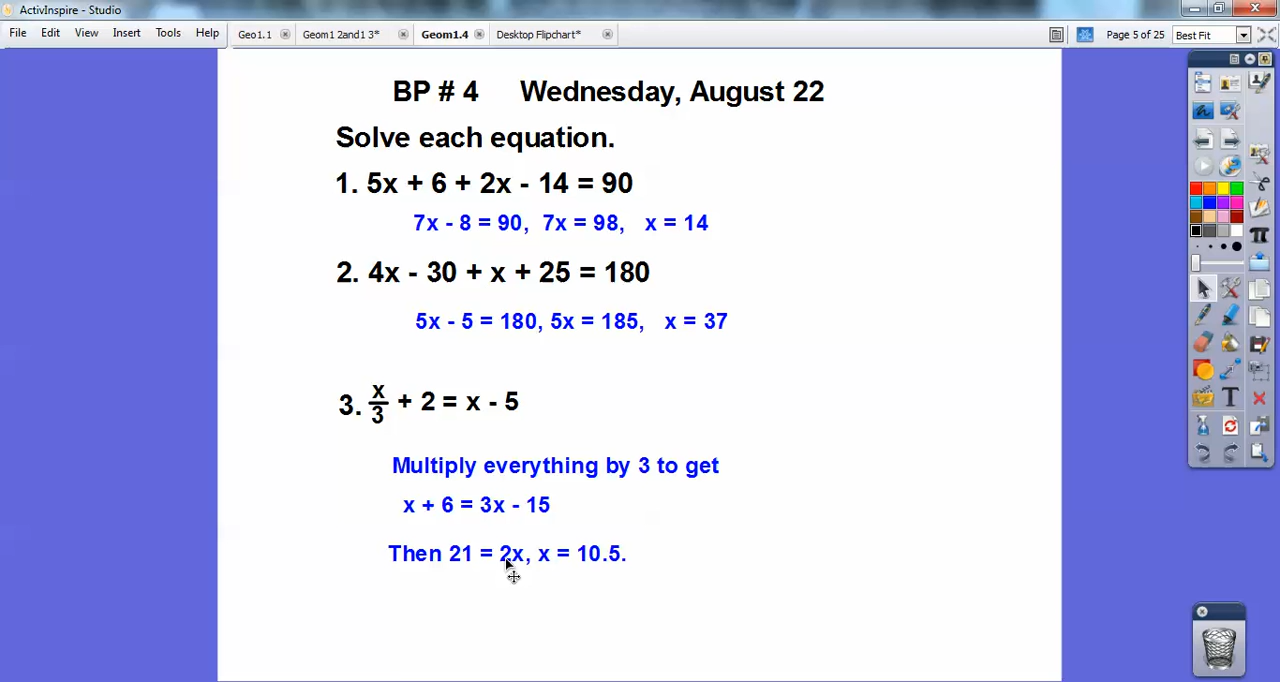 ActivInspire - Studio
File Edit View Insert Tools Help
Geo1.1 Geom1 2and1 3* Geom1.4 Desktop Flipchart* Page 5 of 25 Best Fit
BP # 4 Wednesday, August 22
Solve each equation.
1. 5x + 6 + 2x - 14 = 90
7x - 8 = 90, 7x = 98, x = 14
2. 4x - 30 + x + 25 = 180
5x - 5 = 180, 5x = 185, x = 37
3. x/3 + 2 = x - 5
Multiply everything by 3 to get
x + 6 = 3x - 15
Then 21 = 2x, x = 10.5.